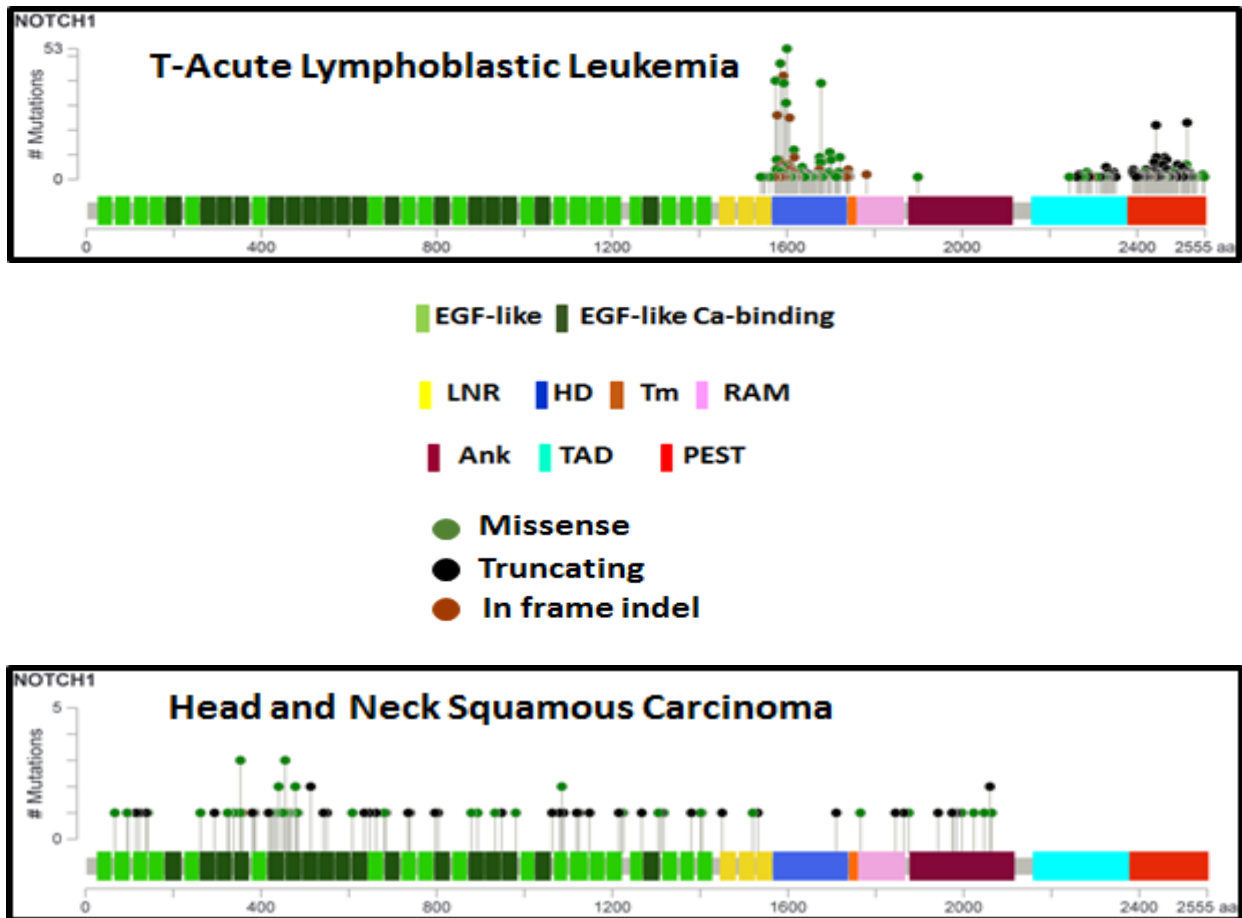 NOTCH1
T-Acute Lymphoblastic Leukemia
53
# Mutations
0
0 400 800 1200 1600 2000 2400 2555 aa
EGF-like EGF-like Ca-binding
LNR HD Tm RAM
Ank TAD PEST
Missense
Truncating
In frame indel
NOTCH1
Head and Neck Squamous Carcinoma
5
# Mutations
0
0 400 800 1200 1600 2000 2400 2555 aa